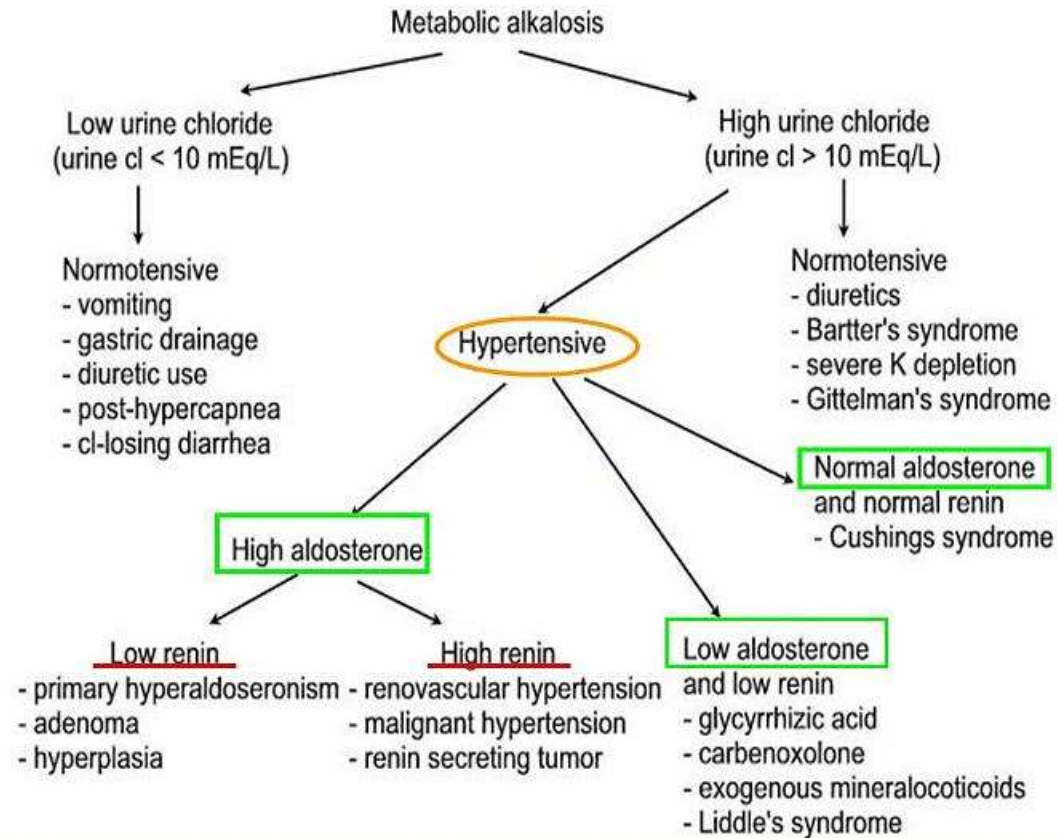 Metabolic alkalosis
Low urine chloride
(urine cl < 10 mEq/L)
High urine chloride
(urine cl > 10 mEq/L)
Normotensive
- vomiting
- gastric drainage
- diuretic use
- post-hypercapnea
- cl-losing diarrhea
Normotensive
- diuretics
- Bartter's syndrome
- severe K depletion
- Gittelman's syndrome
Hypertensive
High aldosterone
Low renin
- primary hyperaldoseronism
- adenoma
- hyperplasia
High renin
- renovascular hypertension
- malignant hypertension
- renin secreting tumor
Low aldosterone
and low renin
- glycyrrhizic acid
- carbenoxolone
- exogenous mineralocoticoids
- Liddle's syndrome
Normal aldosterone
and normal renin
- Cushings syndrome